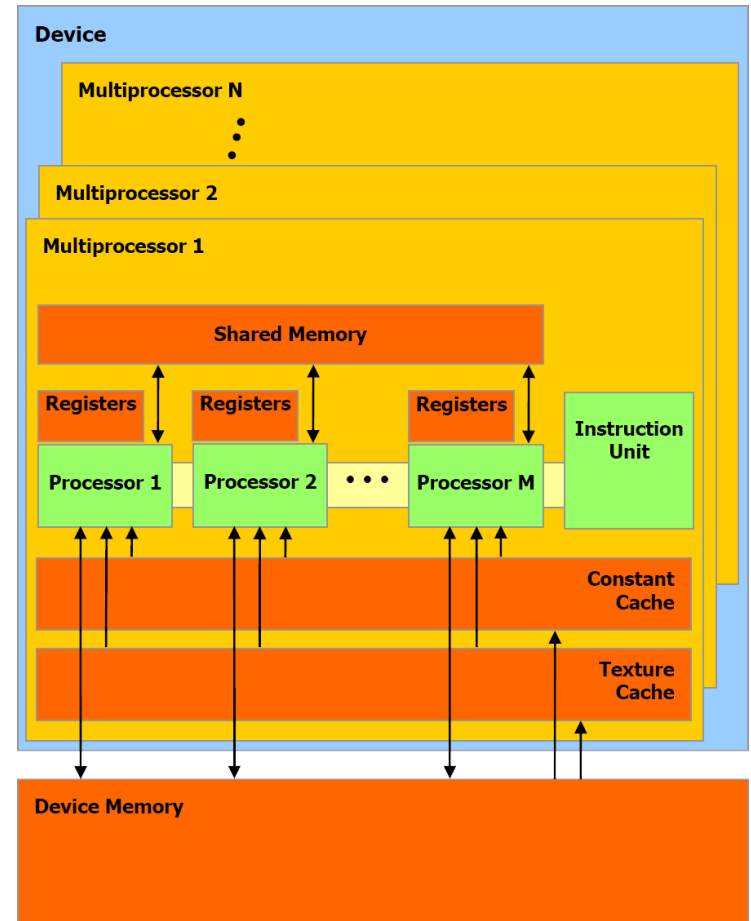 Device
Multiprocessor N
Multiprocessor 2
Multiprocessor 1
Shared Memory
Registers
Registers
Registers
Instruction
Unit
Processor 1
Processor 2
Processor M
Constant
Cache
Texture
Cache
Device Memory